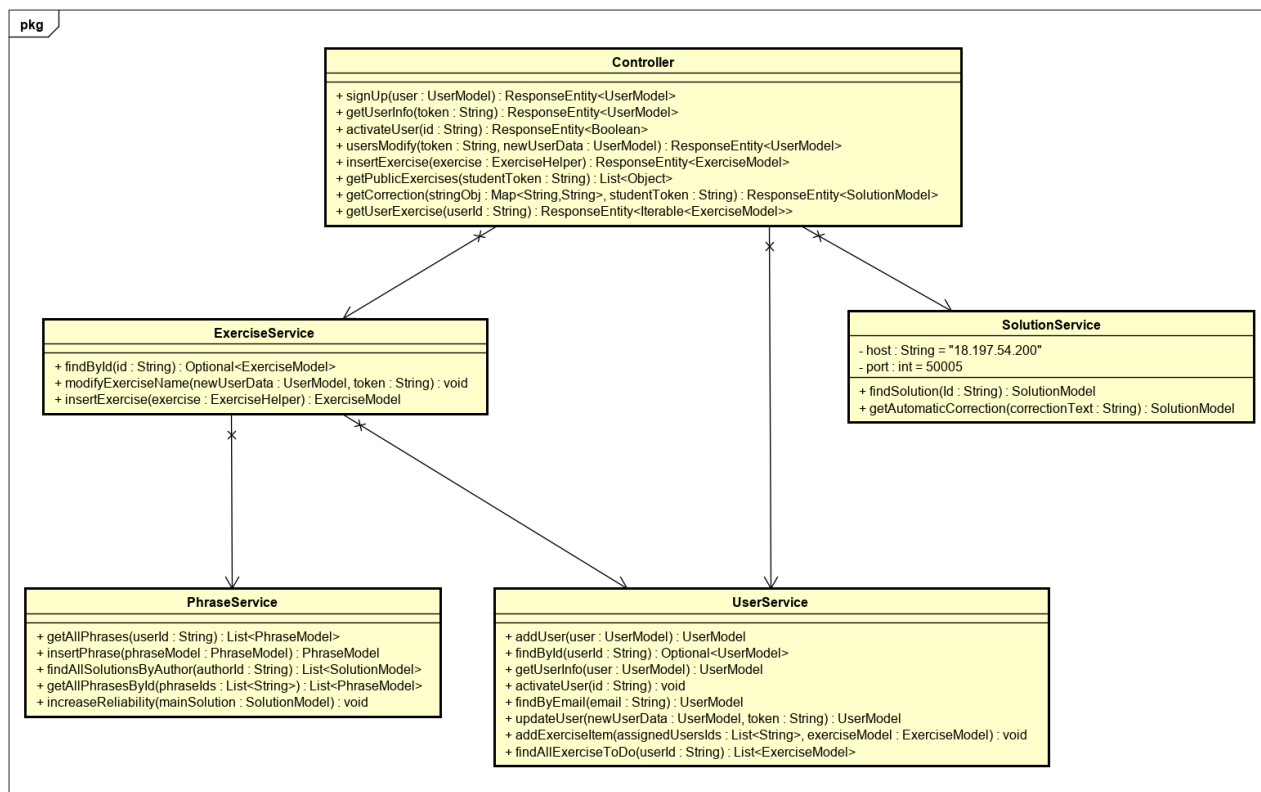 pkg
Controller
+ signUp(user : UserModel) : ResponseEntity<UserModel>
+ getUserInfo(token : String) : ResponseEntity<UserModel>
+ activateUser(id : String) : ResponseEntity<Boolean>
+ usersModify(token : String, newUserData : UserModel) : ResponseEntity<UserModel>
+ insertExercise(exercise : ExerciseHelper) : ResponseEntity<ExerciseModel>
+ getPublicExercises(studentToken : String) : List<Object>
+ getCorrection(stringObj : Map<String,String>, studentToken : String) : ResponseEntity<SolutionModel>
+ getUserExercise(userId : String) : ResponseEntity<Iterable<ExerciseModel>>
ExerciseService
+ findById(id : String) : Optional<ExerciseModel>
+ modifyExerciseName(newUserData : UserModel, token : String) : void
+ insertExercise(exercise : ExerciseHelper) : ExerciseModel
SolutionService
- host : String = "18.197.54.200"
- port : int = 50005
+ findSolution(Id : String) : SolutionModel
+ getAutomaticCorrection(correctionText : String) : SolutionModel
PhraseService
+ getAllPhrases(userId : String) : List<PhraseModel>
+ insertPhrase(phraseModel : PhraseModel) : PhraseModel
+ findAllSolutionsByAuthor(authorId : String) : List<SolutionModel>
+ getAllPhrasesById(phraseIds : List<String>) : List<PhraseModel>
+ increaseReliability(mainSolution : SolutionModel) : void
UserService
+ addUser(user : UserModel) : UserModel
+ findById(userId : String) : Optional<UserModel>
+ getUserInfo(user : UserModel) : UserModel
+ activateUser(id : String) : void
+ findByEmail(email : String) : UserModel
+ updateUser(newUserData : UserModel, token : String) : UserModel
+ addExerciseItem(assignedUsersIds : List<String>, exerciseModel : ExerciseModel) : void
+ findAllExerciseToDo(userId : String) : List<ExerciseModel>